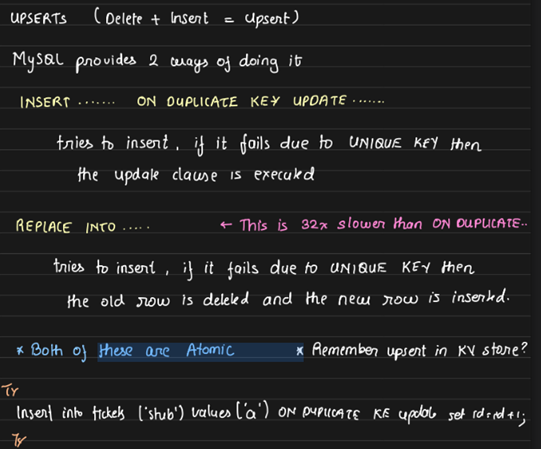 UPSERTs (Delete + Insert = Upsert)
MySQL provides 2 ways of doing it
INSERT ....... ON DUPLICATE KEY UPDATE ......
tries to insert, if it fails due to UNIQUE KEY then
the update clause is executed
REPLACE INTO ..... ← This is 32x slower than ON DUPLICATE..
tries to insert, if it fails due to UNIQUE KEY then
the old row is deleted and the new row is inserted.
* Both of these are Atomic * Remember upsert in KV store?
Tx
Insert into tickets ('stub') values ('a') ON DUPLICATE KE update set id=id+1;
Tx